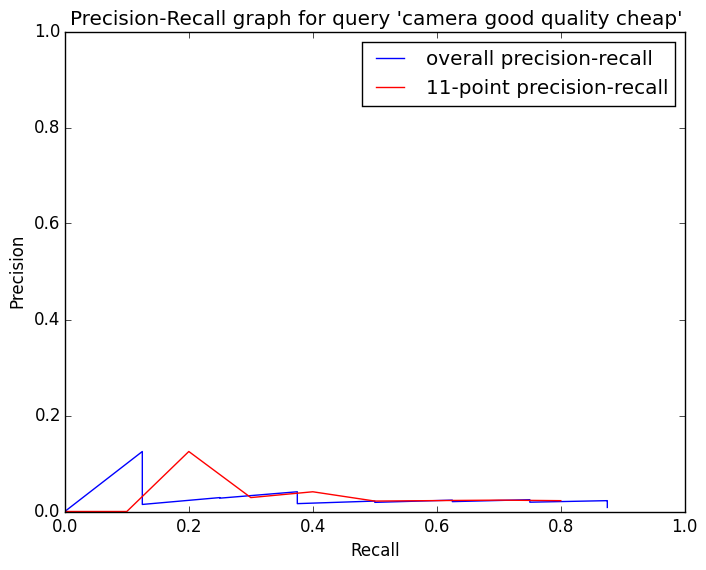 Precision-Recall graph for query 'camera good quality cheap'
overall precision-recall
11-point precision-recall
1.0
0.8
0.6
0.4
0.2
0.0
Precision
0.0 0.2 0.4 0.6 0.8 1.0
Recall